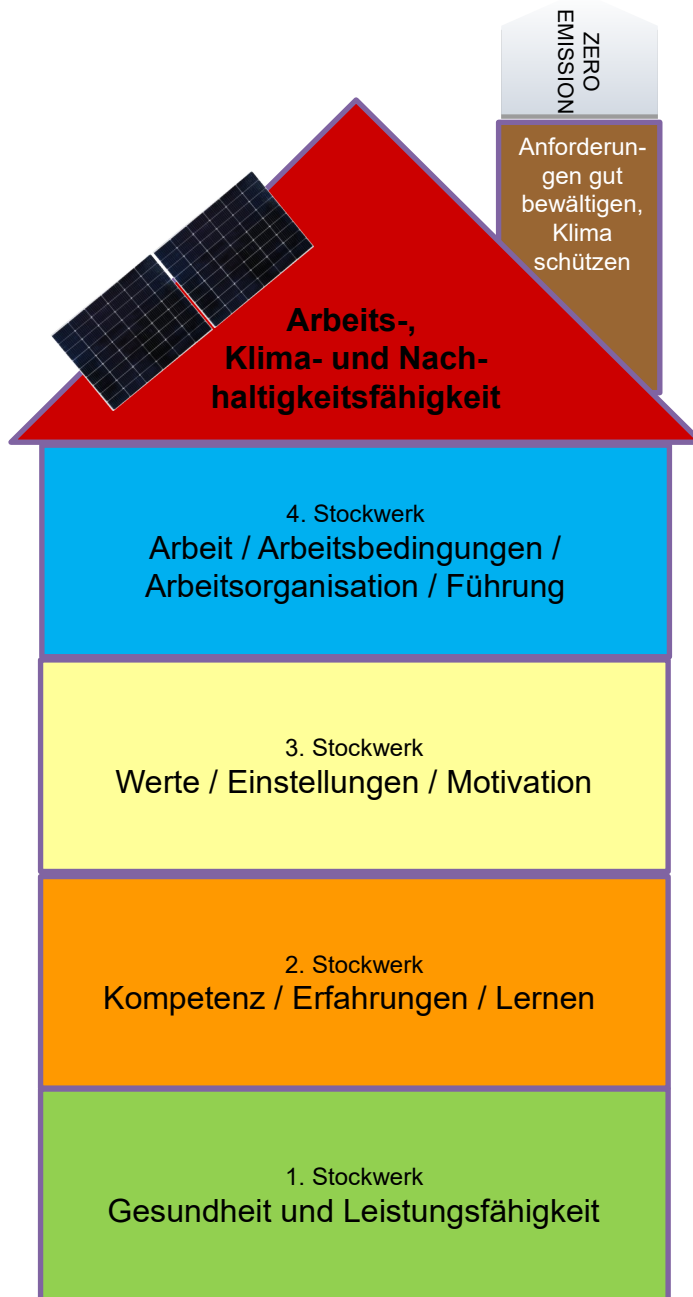 ZERO
EMISSION
Anforderun-
gen gut
bewältigen,
Klima
schützen
Arbeits-,
Klima- und Nach-
haltigkeitsfähigkeit
4. Stockwerk
Arbeit / Arbeitsbedingungen /
Arbeitsorganisation / Führung
3. Stockwerk
Werte / Einstellungen / Motivation
2. Stockwerk
Kompetenz / Erfahrungen / Lernen
1. Stockwerk
Gesundheit und Leistungsfähigkeit